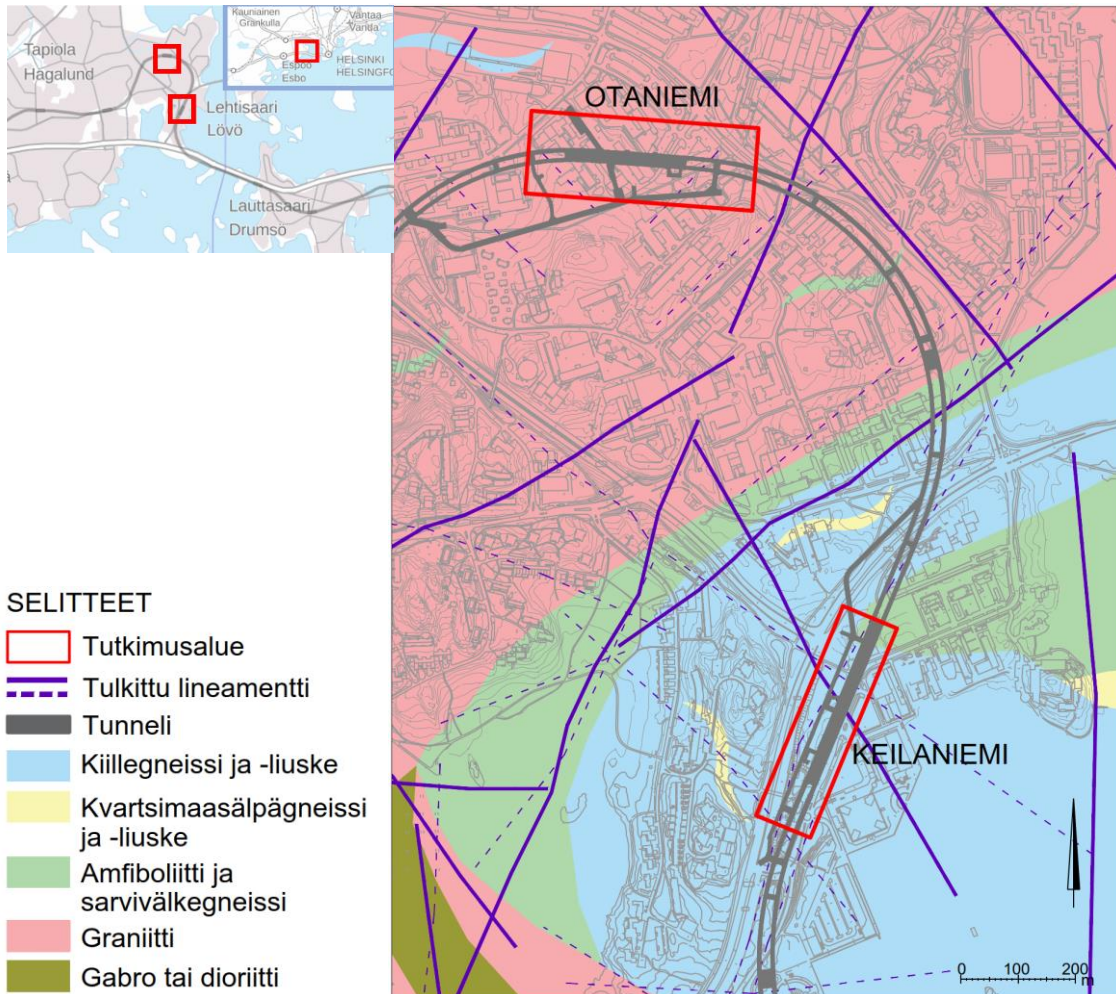 Tapiola
Hagalund
Lehtisaari
Lövö
Lauttasaari
Drumsö
Kauniainen
Grankulla
Vantaa
Vanda
Espoo
Esbo
HELSINKI
HELSINGFO
OTANIEMI
KEILANIEMI
0 100 200
m
SELITTEET
Tutkimusalue
Tulkittu lineamentti
Tunneli
Kiillegneissi ja -liuske
Kvartsimaasälpägneissi
ja -liuske
Amfiboliitti ja
sarvivälkegneissi
Graniitti
Gabro tai dioriitti